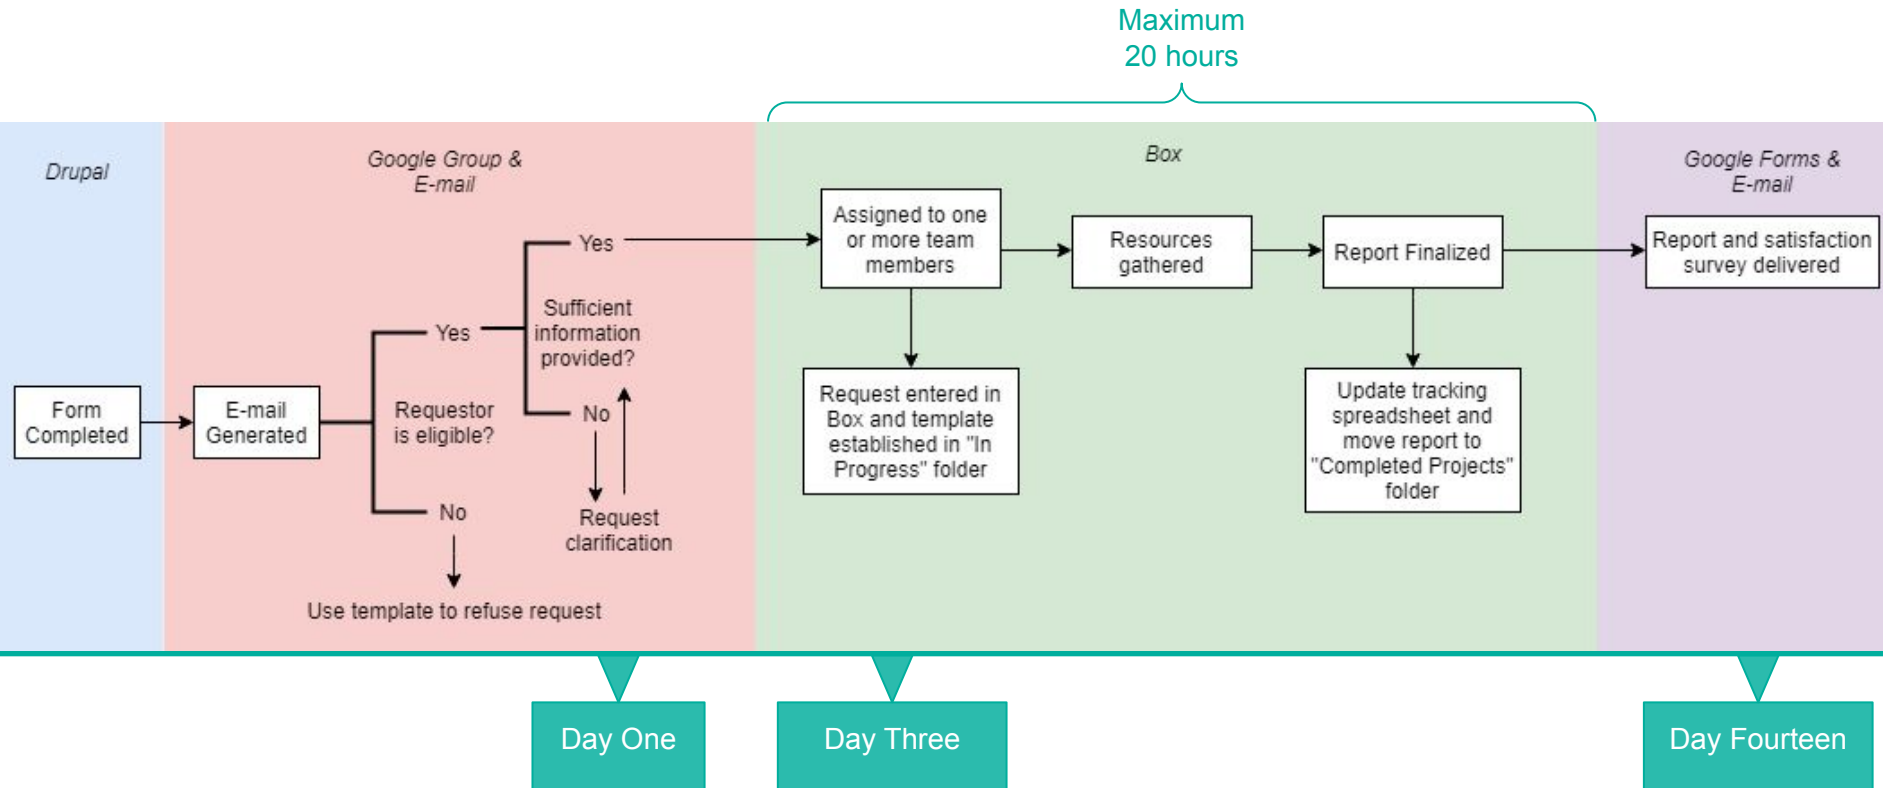 Maximum
20 hours
Drupal
Google Group &
E-mail
Box
Google Forms &
E-mail
Form
Completed
E-mail
Generated
Requestor
is eligible?
Yes
No
Use template to refuse request
Sufficient
information
provided?
Yes
No
Request
clarification
Assigned to one
or more team
members
Request entered in
Box and template
established in "In
Progress" folder
Resources
gathered
Report Finalized
Update tracking
spreadsheet and
move report to
"Completed Projects"
folder
Report and satisfaction
survey delivered
Day One
Day Three
Day Fourteen